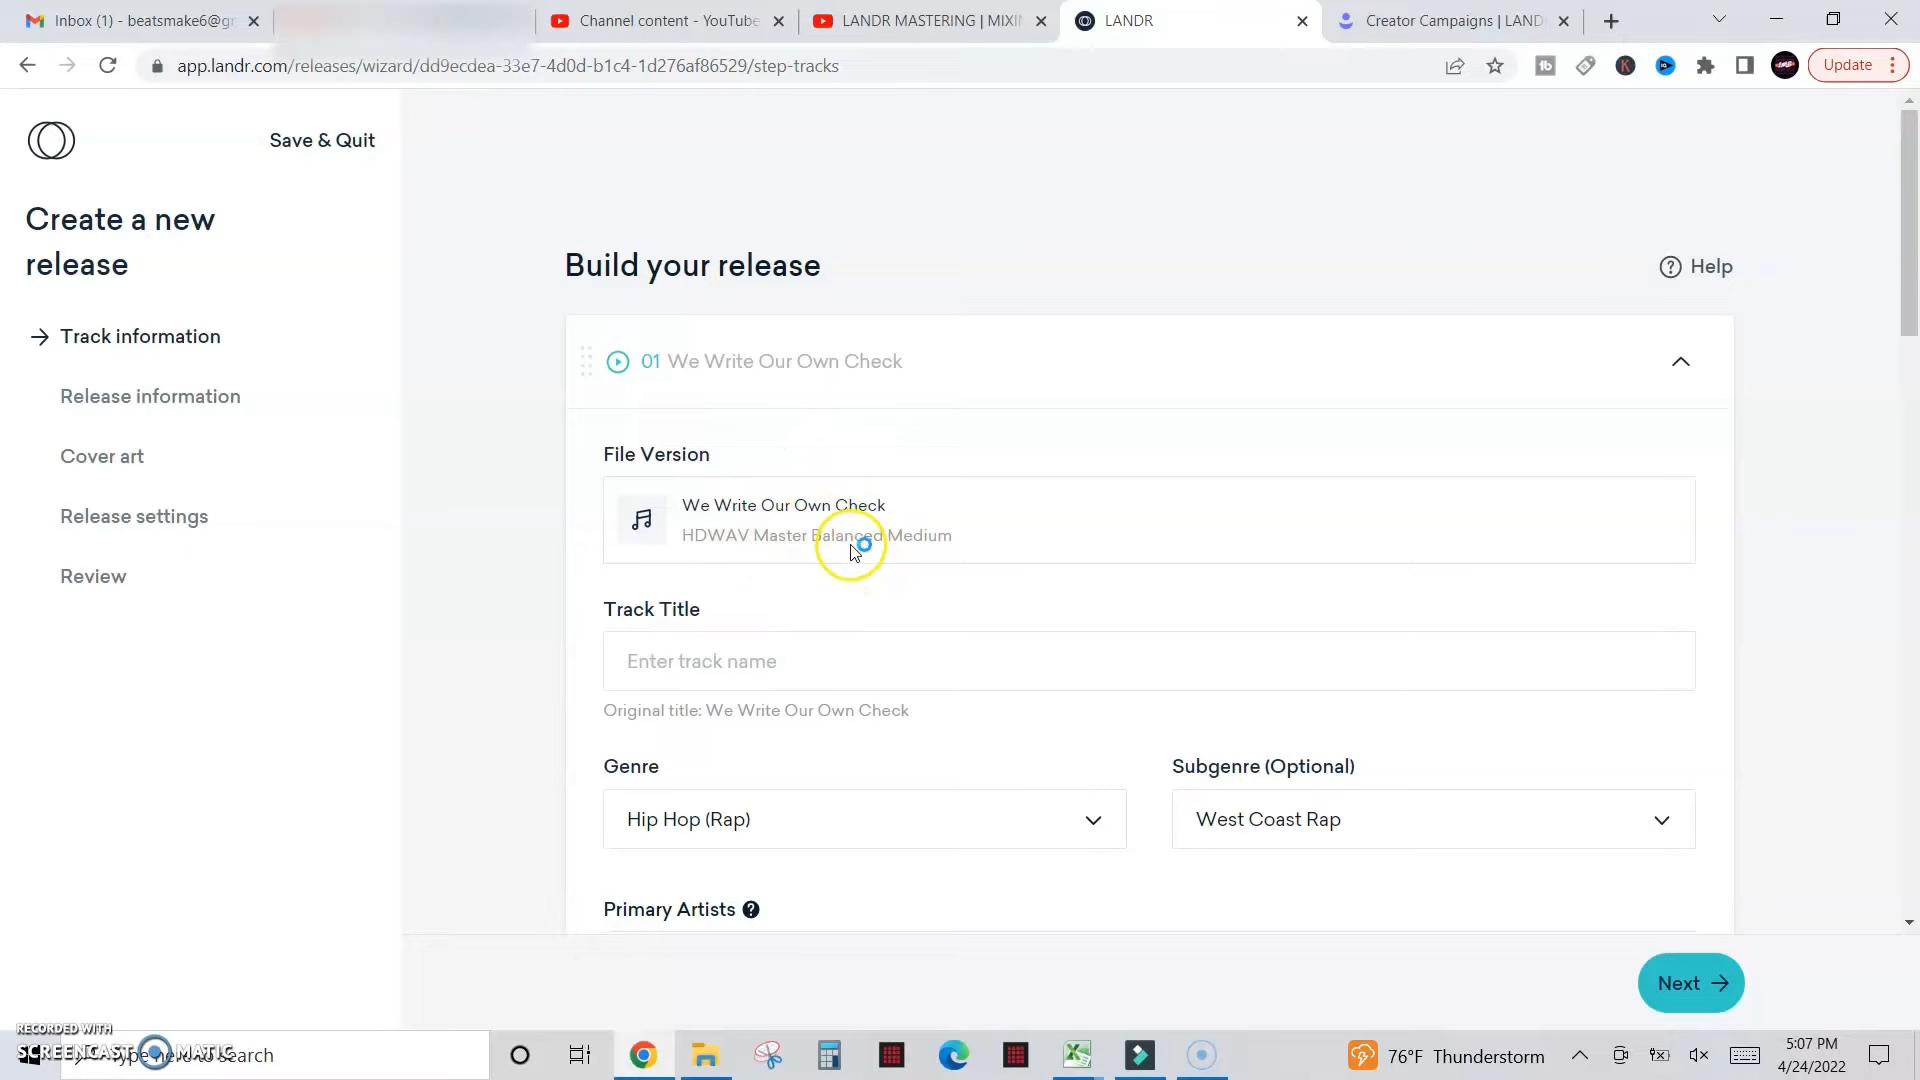 Inbox (1) - beatsmake6@g
Channel content - YouTube
LANDR MASTERING | MIXI
LANDR
Creator Campaigns | LAND
app.landr.com/releases/wizard/dd9ecdea-33e7-4d0d-b1c4-1d276af86529/step-tracks
Update
Save & Quit
Create a new
release
Track information
Release information
Cover art
Release settings
Review
Build your release
Help
01 We Write Our Own Check
File Version
We Write Our Own Check
HDWAV Master Balanced Medium
Track Title
Enter track name
Original title: We Write Our Own Check
Genre
Subgenre (Optional)
Hip Hop (Rap)
West Coast Rap
Primary Artists
Next
RECORDED WITH
SCREENCAST MATIC
Type here to search
76°F Thunderstorm
5:07 PM
4/24/2022